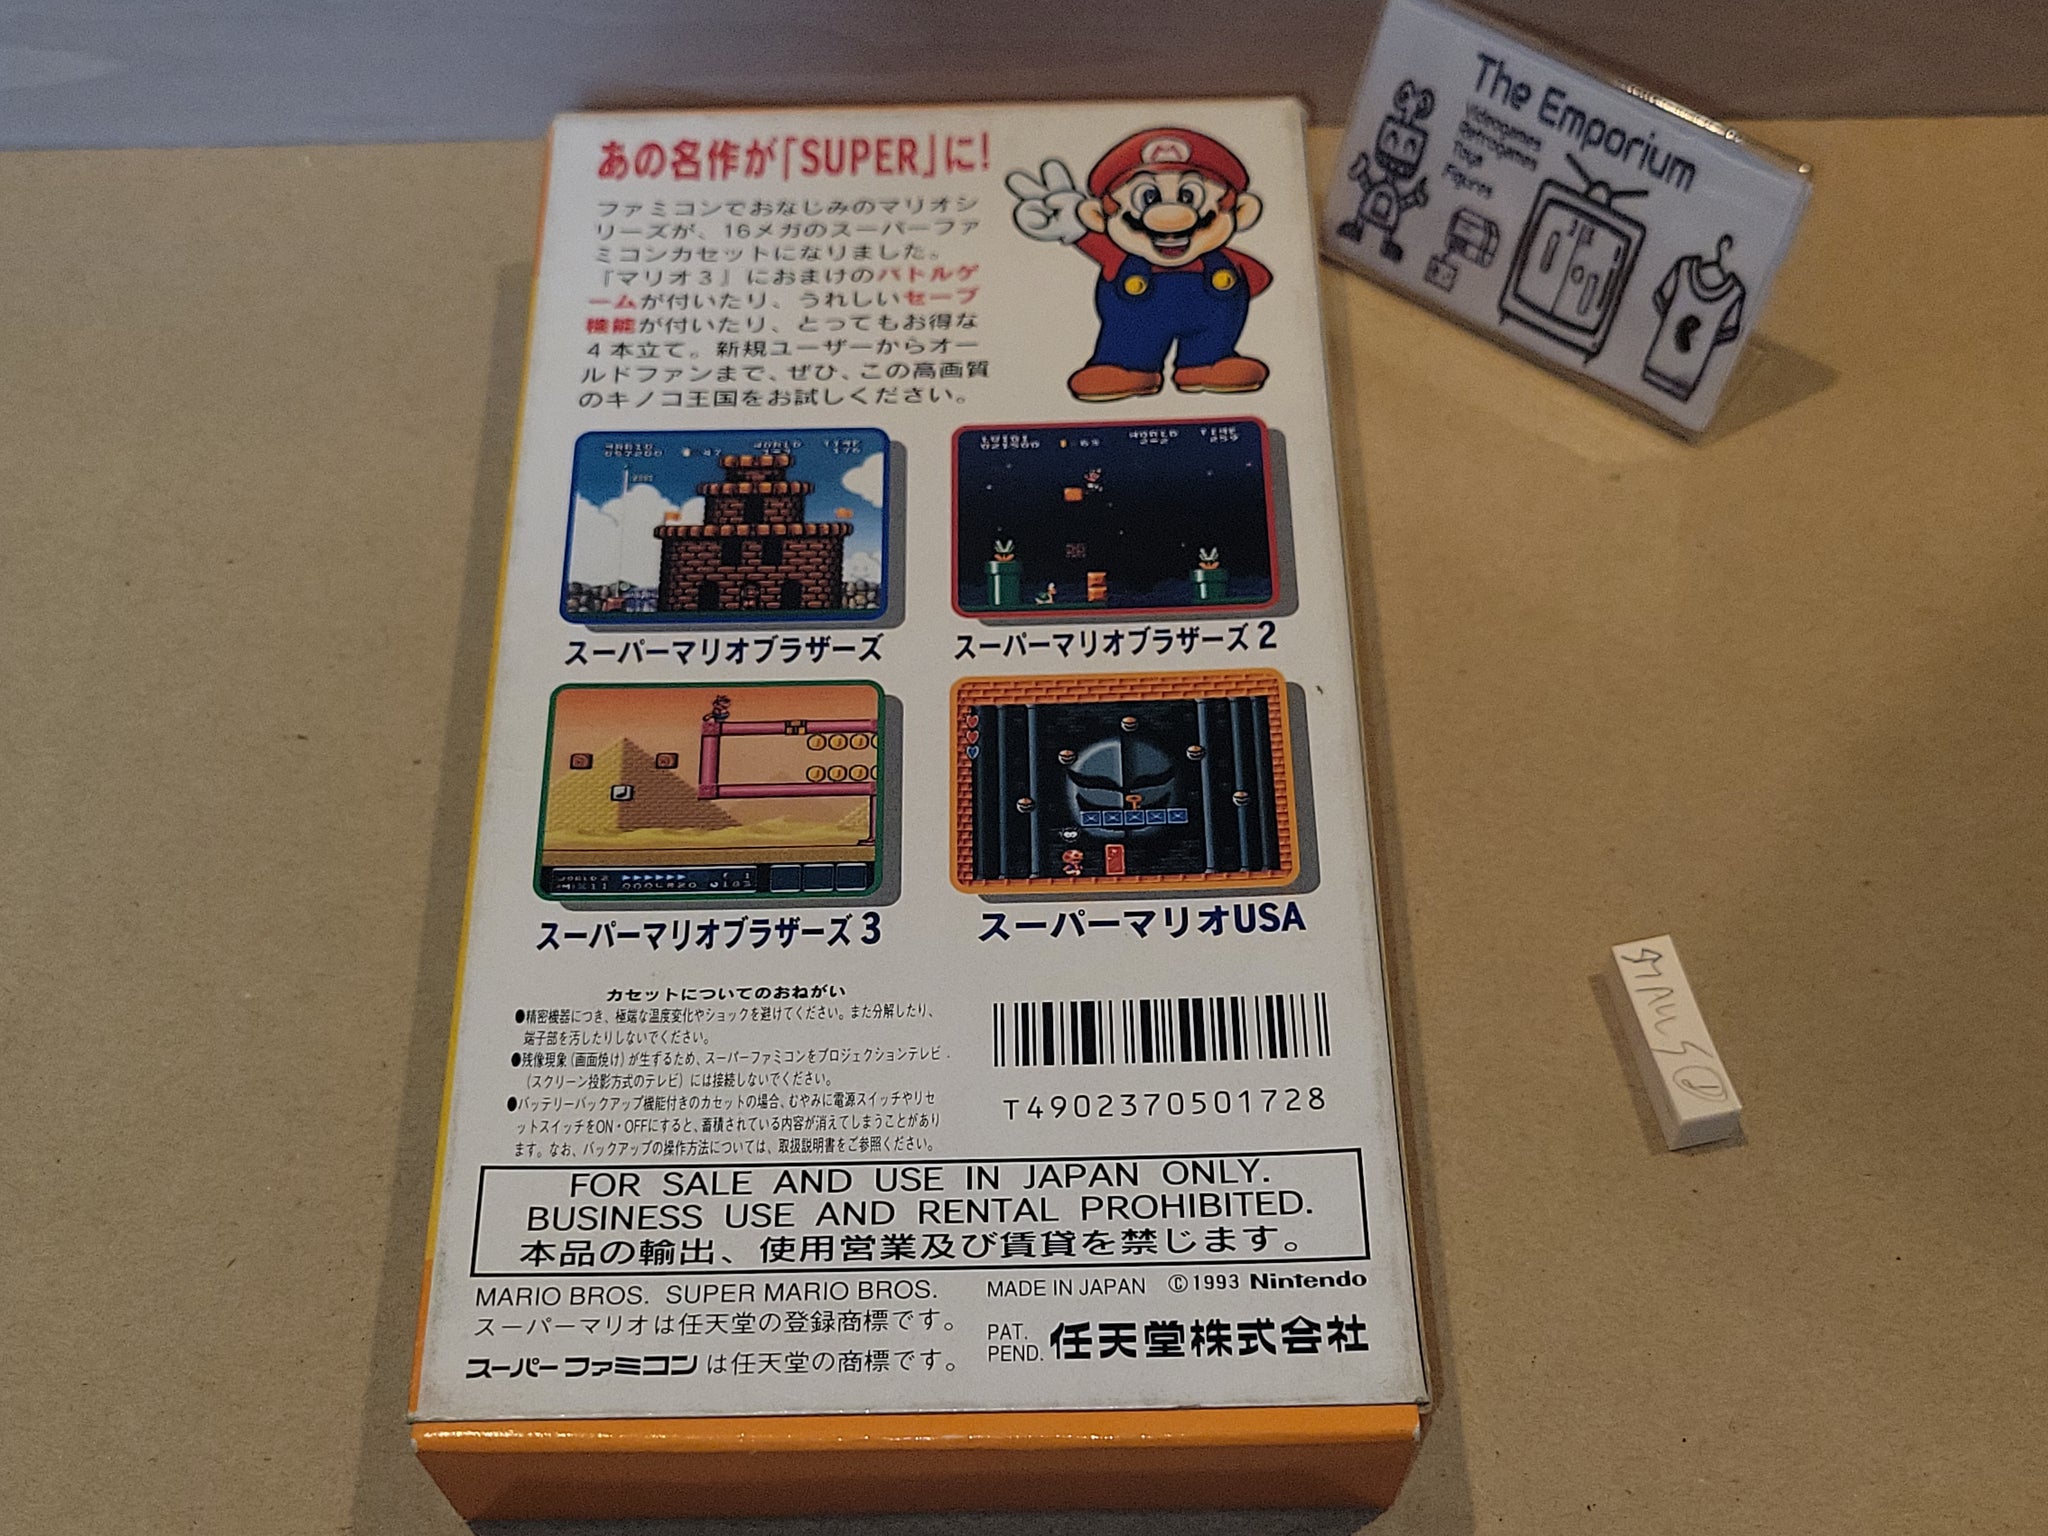 あの名作が「SUPER」に!
ファミコンでおなじみのマリオシ
リーズが、16メガのスーパーファ
ミコンカセットになりました。
『マリオ3』におまけのバトルゲ
ームが付いたり、うれしいセーブ
機能が付いたり、とってもお得な
4本立て。新規ユーザーからオー
ルドファンまで、ぜひ、この高画質
のキノコ王国をお試しください。
The Emporium
Videogames
Retrogames
Toys
Figures
MARIO WORLD TIME
057200 47 176
LUIGI WORLD TIME
021500 63 2-2 259
スーパーマリオブラザーズ
スーパーマリオブラザーズ2
WORLD 2
スーパーマリオブラザーズ3
スーパーマリオUSA
カセットについてのおねがい
●精密機器につき、極端な温度変化やショックを避けてください。また分解したり、
端子部を汚したりしないでください。
●残像現象(画面焼け)が生ずるため、スーパーファミコンをプロジェクションテレビ
(スクリーン投影方式のテレビ)には接続しないでください。
●バッテリーバックアップ機能付きのカセットの場合、むやみに電源スイッチやリセ
ットスイッチをON・OFFにすると、蓄積されている内容が消えてしまうことがあり
ます。なお、バックアップの操作方法については、取扱説明書をご参照ください。
T4902370501728
FOR SALE AND USE IN JAPAN ONLY.
BUSINESS USE AND RENTAL PROHIBITED.
本品の輸出、使用営業及び賃貸を禁じます。
MARIO BROS. SUPER MARIO BROS.
スーパーマリオは任天堂の登録商標です。
スーパーファミコンは任天堂の商標です。
MADE IN JAPAN ©1993 Nintendo
PAT.
PEND. 任天堂株式会社